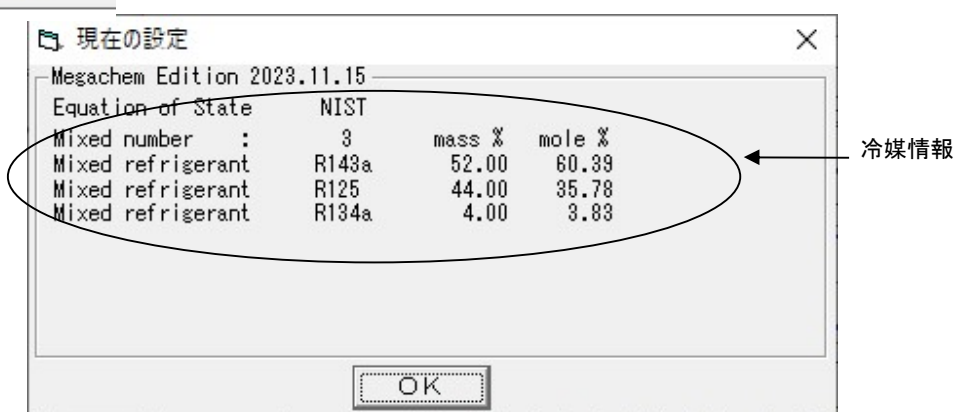 現在の設定
Megachem Edition 2023.11.15
Equation of State NIST
Mixed number : 3 mass % mole %
Mixed refrigerant R143a 52.00 60.39
Mixed refrigerant R125 44.00 35.78
Mixed refrigerant R134a 4.00 3.83
冷媒情報
OK